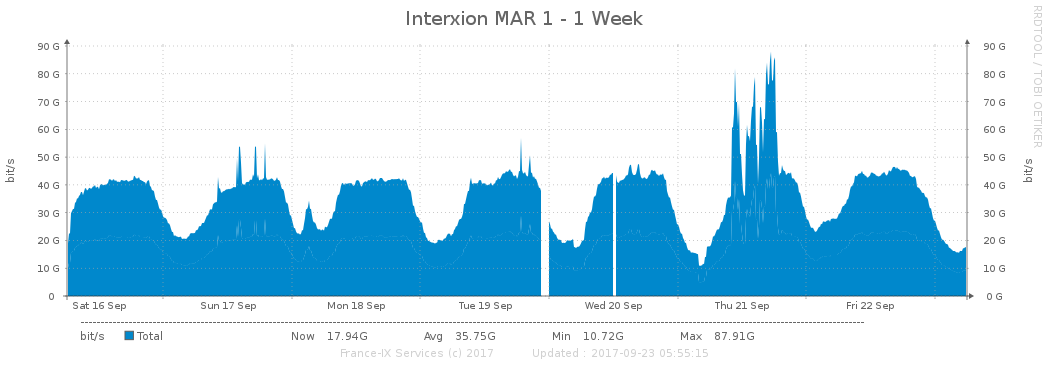 Interxion MAR 1 - 1 Week
RRDTOOL / TOBI OETIKER
bit/s
90 G
80 G
70 G
60 G
50 G
40 G
30 G
20 G
10 G
0
90 G
80 G
70 G
60 G
50 G
40 G
30 G
20 G
10 G
0 G
bit/s
Sat 16 Sep Sun 17 Sep Mon 18 Sep Tue 19 Sep Wed 20 Sep Thu 21 Sep Fri 22 Sep
bit/s Total Now 17.94G Avg 35.75G Min 10.72G Max 87.91G
France-IX Services (c) 2017 Updated : 2017-09-23 05:55:15